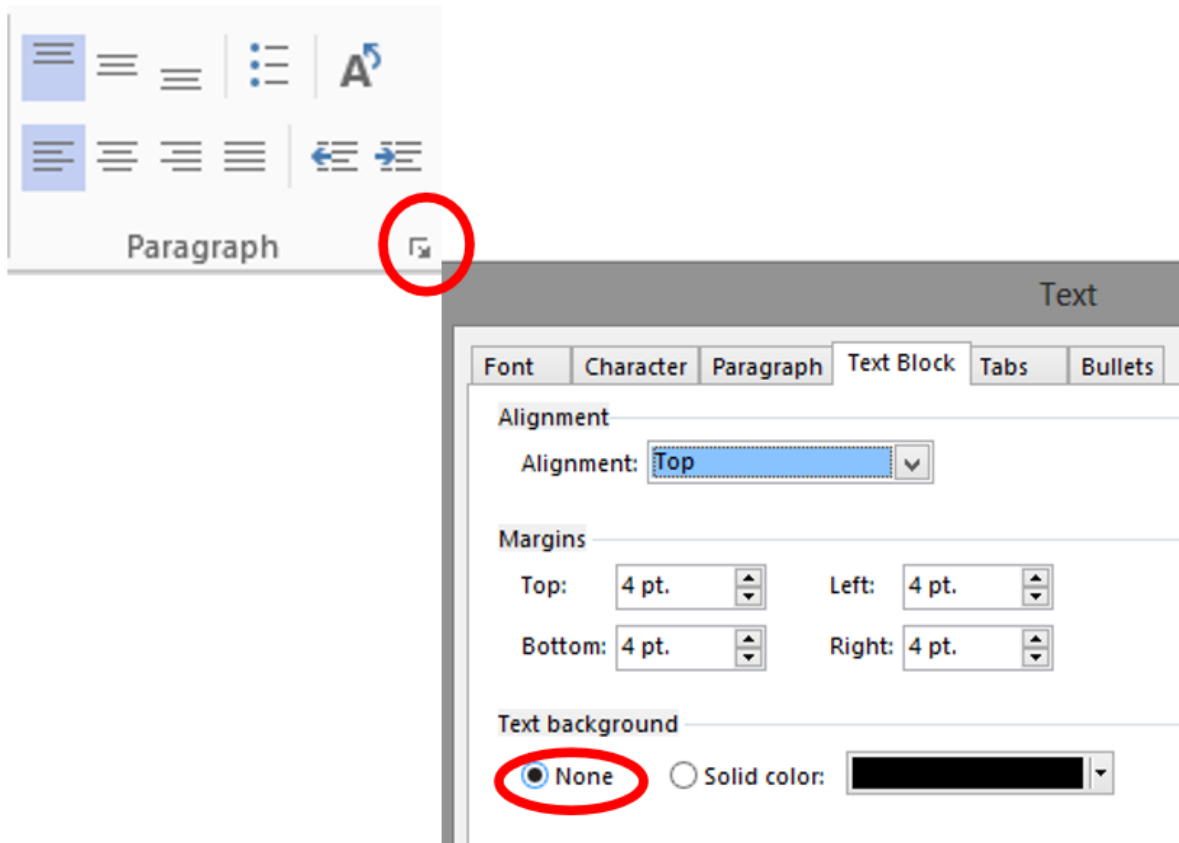 Paragraph
Text
Font Character Paragraph Text Block Tabs Bullets
Alignment
Alignment: Top
Margins
Top: 4 pt. Left: 4 pt.
Bottom: 4 pt. Right: 4 pt.
Text background
None Solid color: